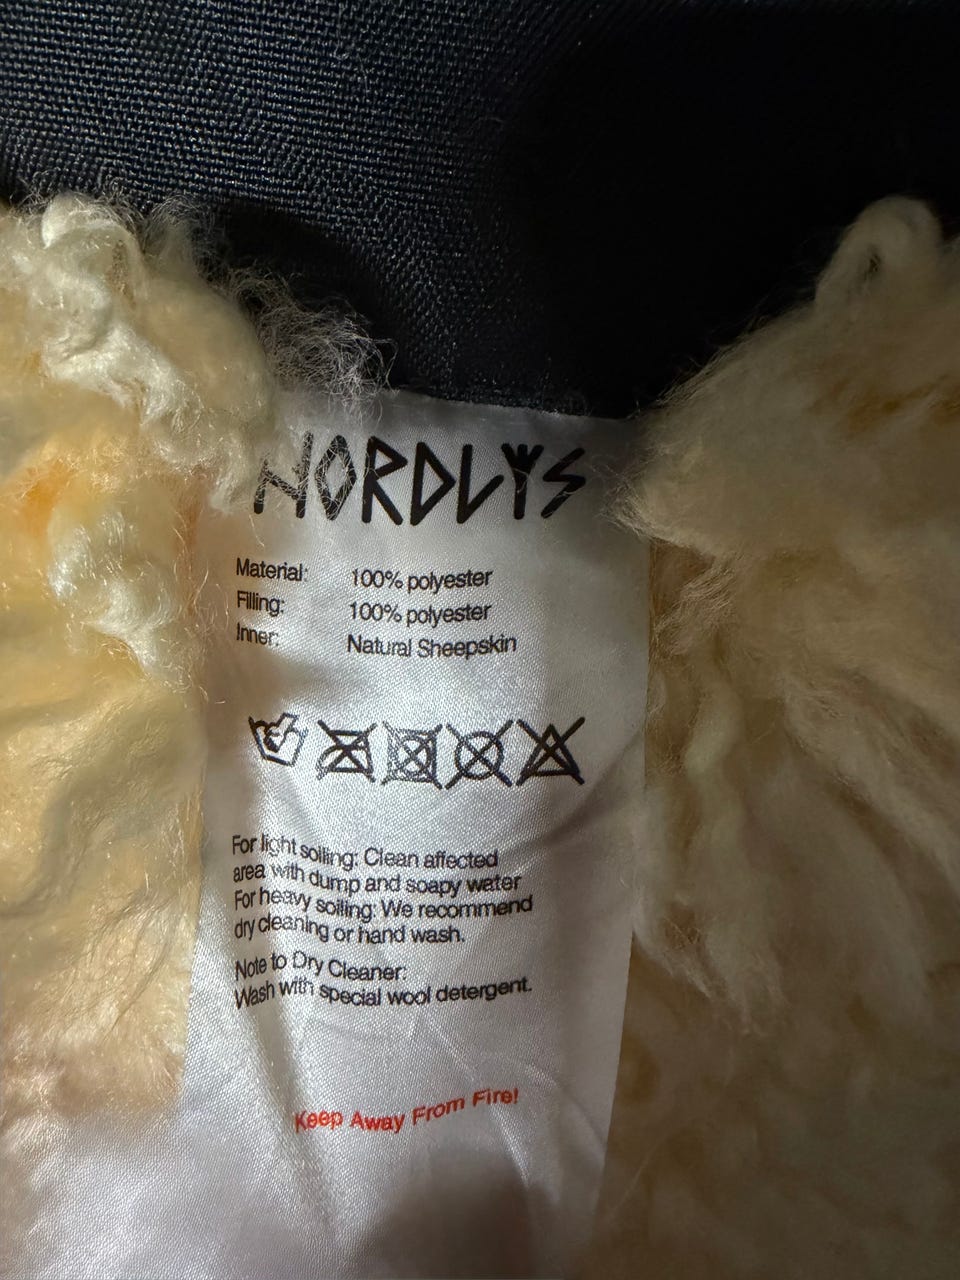 NORDLYS
Material: 100% polyester
Filling: 100% polyester
Inner: Natural Sheepskin
For light soiling: Clean affected
area with dump and soapy water
For heavy soiling: We recommend
dry cleaning or hand wash.
Note to Dry Cleaner:
Wash with special wool detergent.
Keep Away From Fire!